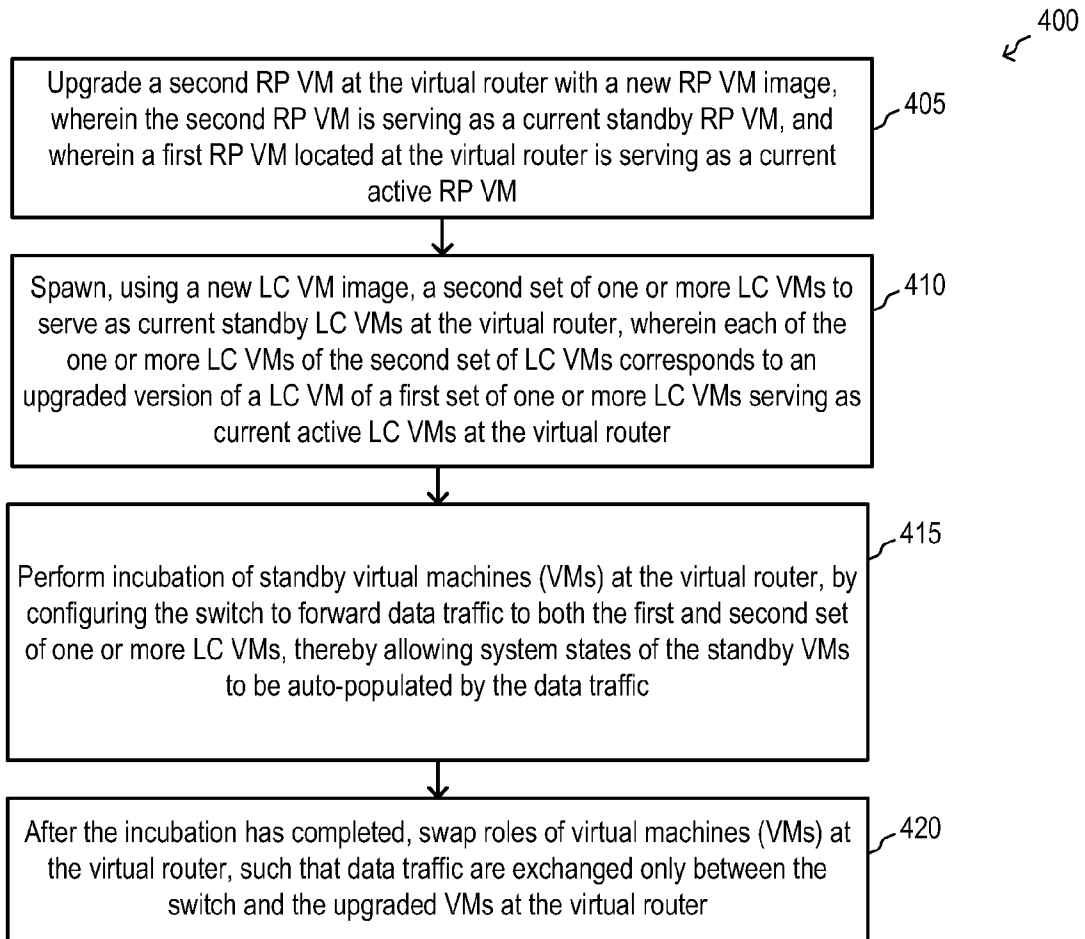 400
Upgrade a second RP VM at the virtual router with a new RP VM image,
wherein the second RP VM is serving as a current standby RP VM, and
wherein a first RP VM located at the virtual router is serving as a current
active RP VM
405
Spawn, using a new LC VM image, a second set of one or more LC VMs to
serve as current standby LC VMs at the virtual router, wherein each of the
one or more LC VMs of the second set of LC VMs corresponds to an
upgraded version of a LC VM of a first set of one or more LC VMs serving as
current active LC VMs at the virtual router
410
Perform incubation of standby virtual machines (VMs) at the virtual router, by
configuring the switch to forward data traffic to both the first and second set
of one or more LC VMs, thereby allowing system states of the standby VMs
to be auto-populated by the data traffic
415
After the incubation has completed, swap roles of virtual machines (VMs) at
the virtual router, such that data traffic are exchanged only between the
switch and the upgraded VMs at the virtual router
420